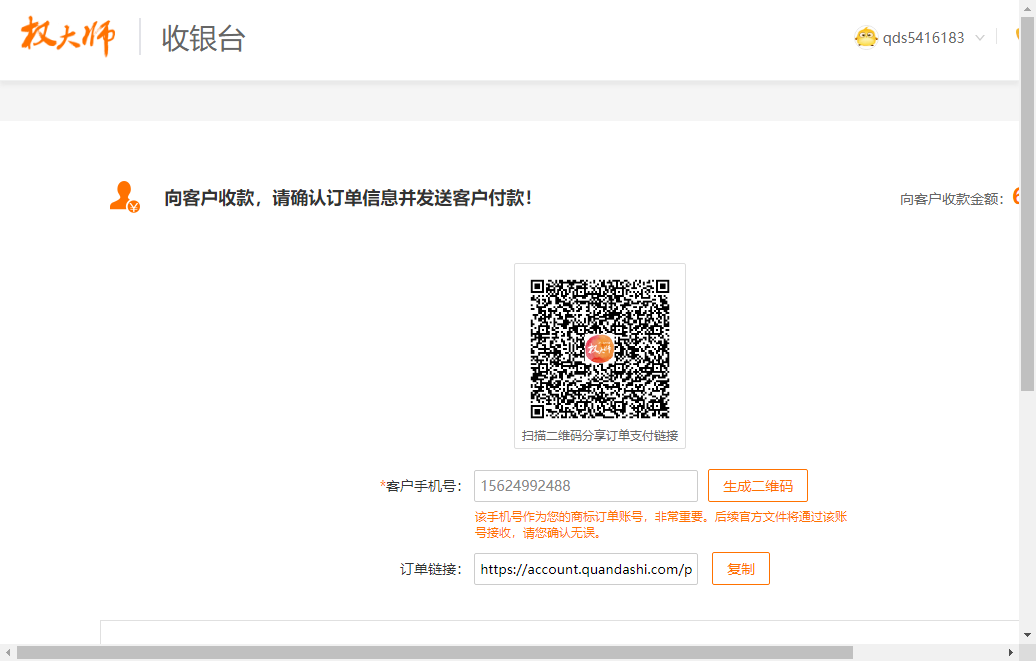 权大师
收银台
qds5416183
向客户收款，请确认订单信息并发送客户付款！
向客户收款金额：
权大师
扫描二维码分享订单支付链接
*客户手机号：
15624992488
生成二维码
该手机号作为您的商标订单账号，非常重要。后续官方文件将通过该账
号接收，请您确认无误。
订单链接：
https://account.quandashi.com/p
复制